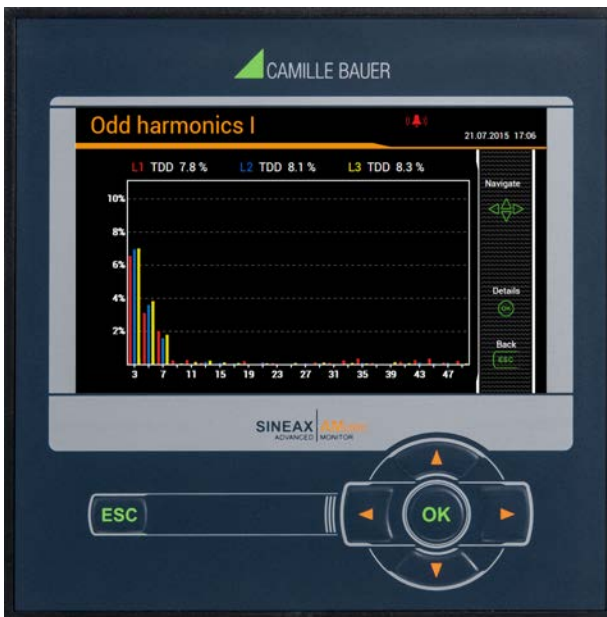 CAMILLE BAUER
Odd harmonics I
21.07.2015 17:06
L1 TDD 7.8 % L2 TDD 8.1 % L3 TDD 8.3 %
Navigate
10%
8%
6%
4%
2%
Details
OK
Back
ESC
3 7 11 15 19 23 27 31 35 39 43 47
SINEAX
ADVANCED MONITOR
ESC
OK